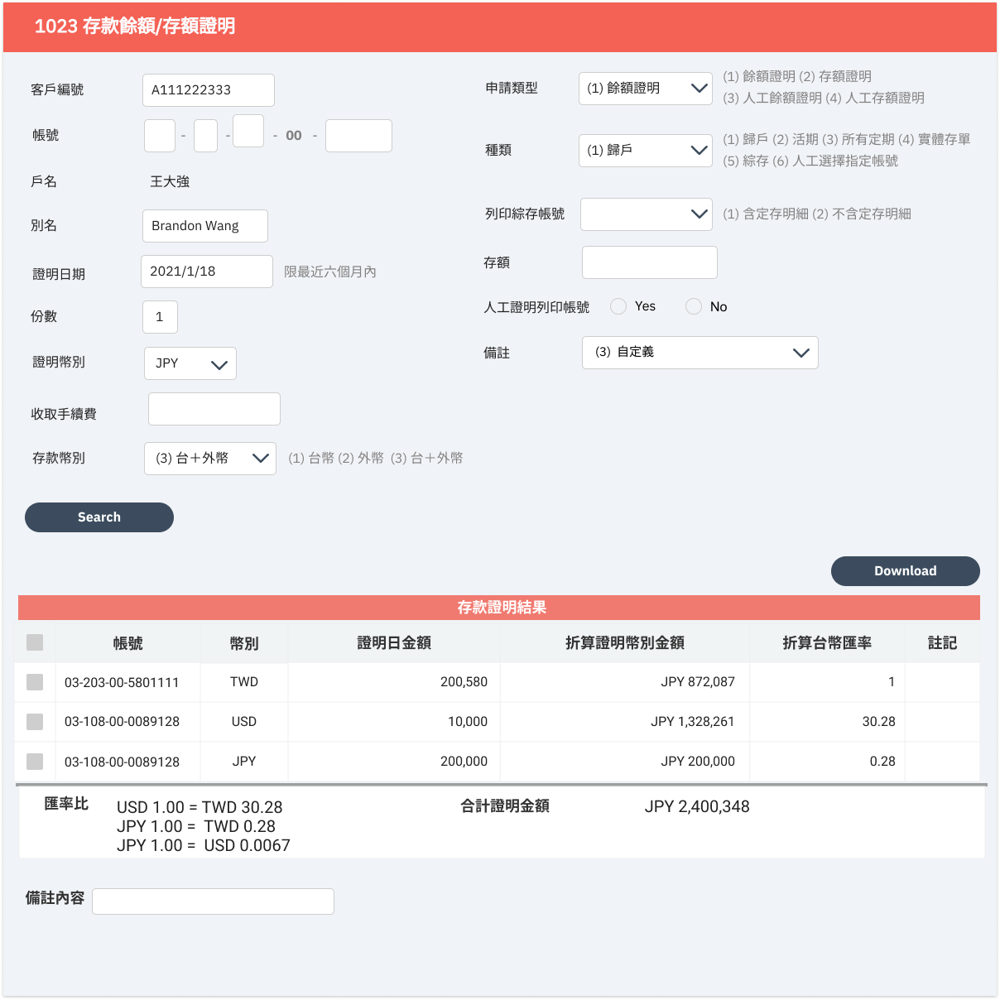 1023 存款餘額/存額證明
客戶編號 A111222333
帳號 - - - 00 -
戶名 王大強
別名 Brandon Wang
證明日期 2021/1/18 限最近六個月內
份數 1
證明幣別 JPY
收取手續費
存款幣別 (3) 台＋外幣 (1) 台幣 (2) 外幣 (3) 台＋外幣
申請類型 (1) 餘額證明 (1) 餘額證明 (2) 存額證明
(3) 人工餘額證明 (4) 人工存額證明
種類 (1) 歸戶 (1) 歸戶 (2) 活期 (3) 所有定期 (4) 實體存單
(5) 綜存 (6) 人工選擇指定帳號
列印綜存帳號 (1) 含定存明細 (2) 不含定存明細
存額
人工證明列印帳號 Yes No
備註 (3) 自定義
Search
Download
存款證明結果
帳號 幣別 證明日金額 折算證明幣別金額 折算台幣匯率 註記
03-203-00-5801111 TWD 200,580 JPY 872,087 1
03-108-00-0089128 USD 10,000 JPY 1,328,261 30.28
03-108-00-0089128 JPY 200,000 JPY 200,000 0.28
匯率比 USD 1.00 = TWD 30.28 合計證明金額 JPY 2,400,348
JPY 1.00 = TWD 0.28
JPY 1.00 = USD 0.0067
備註內容